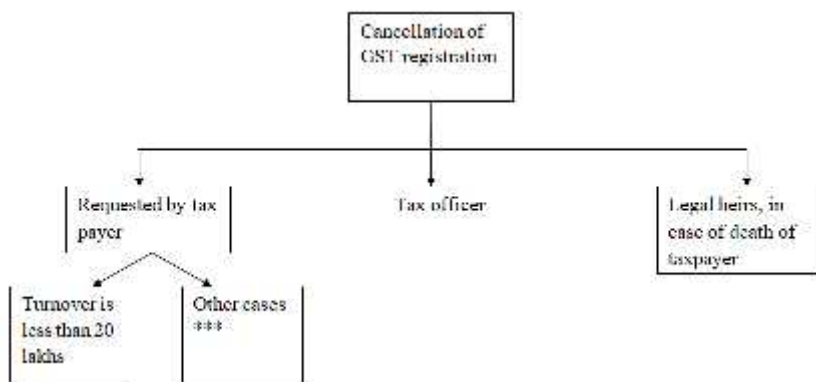 Cancellation of
GST registration
Requested by tax
payer
Tax officer
Legal heirs, in
case of death of
taxpayer
Turnover is
less than 20
lakhs
Other cases
***